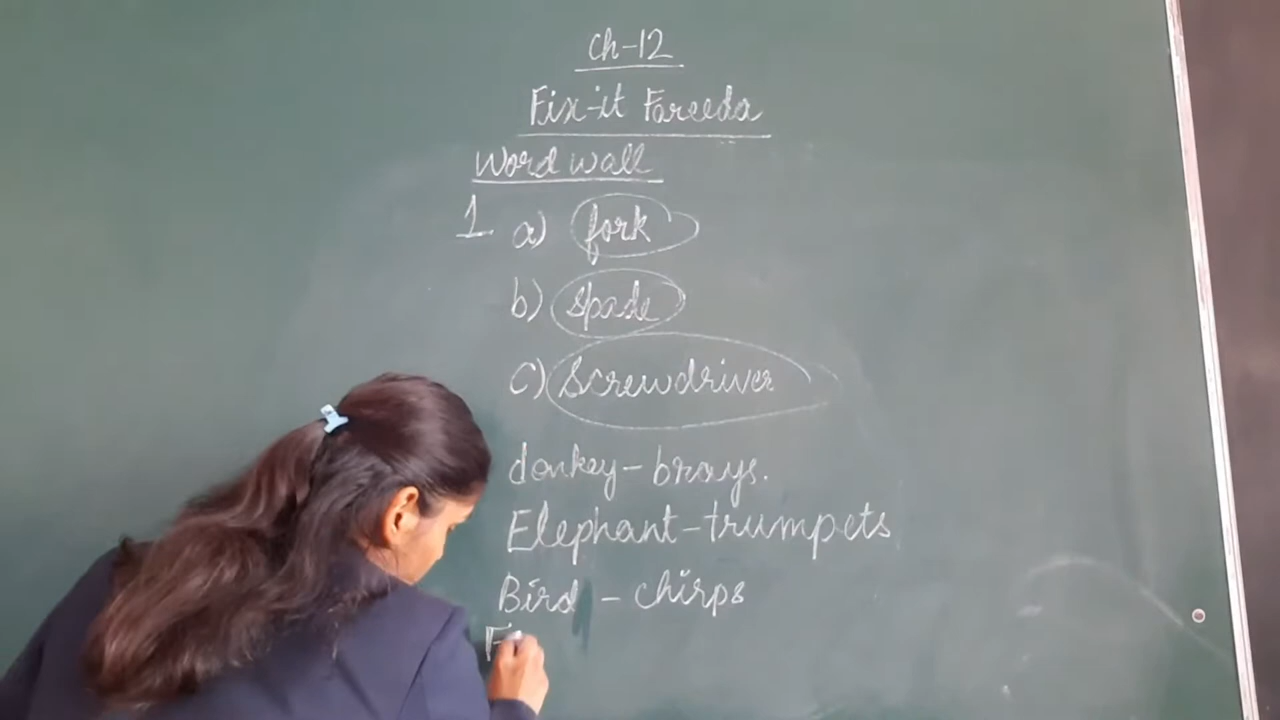 Ch-12
Fix-it Fareeda
Word wall
1 a) fork
b) spade
c) Screwdriver
donkey - brays.
Elephant - trumpets
Bird - chirps
F